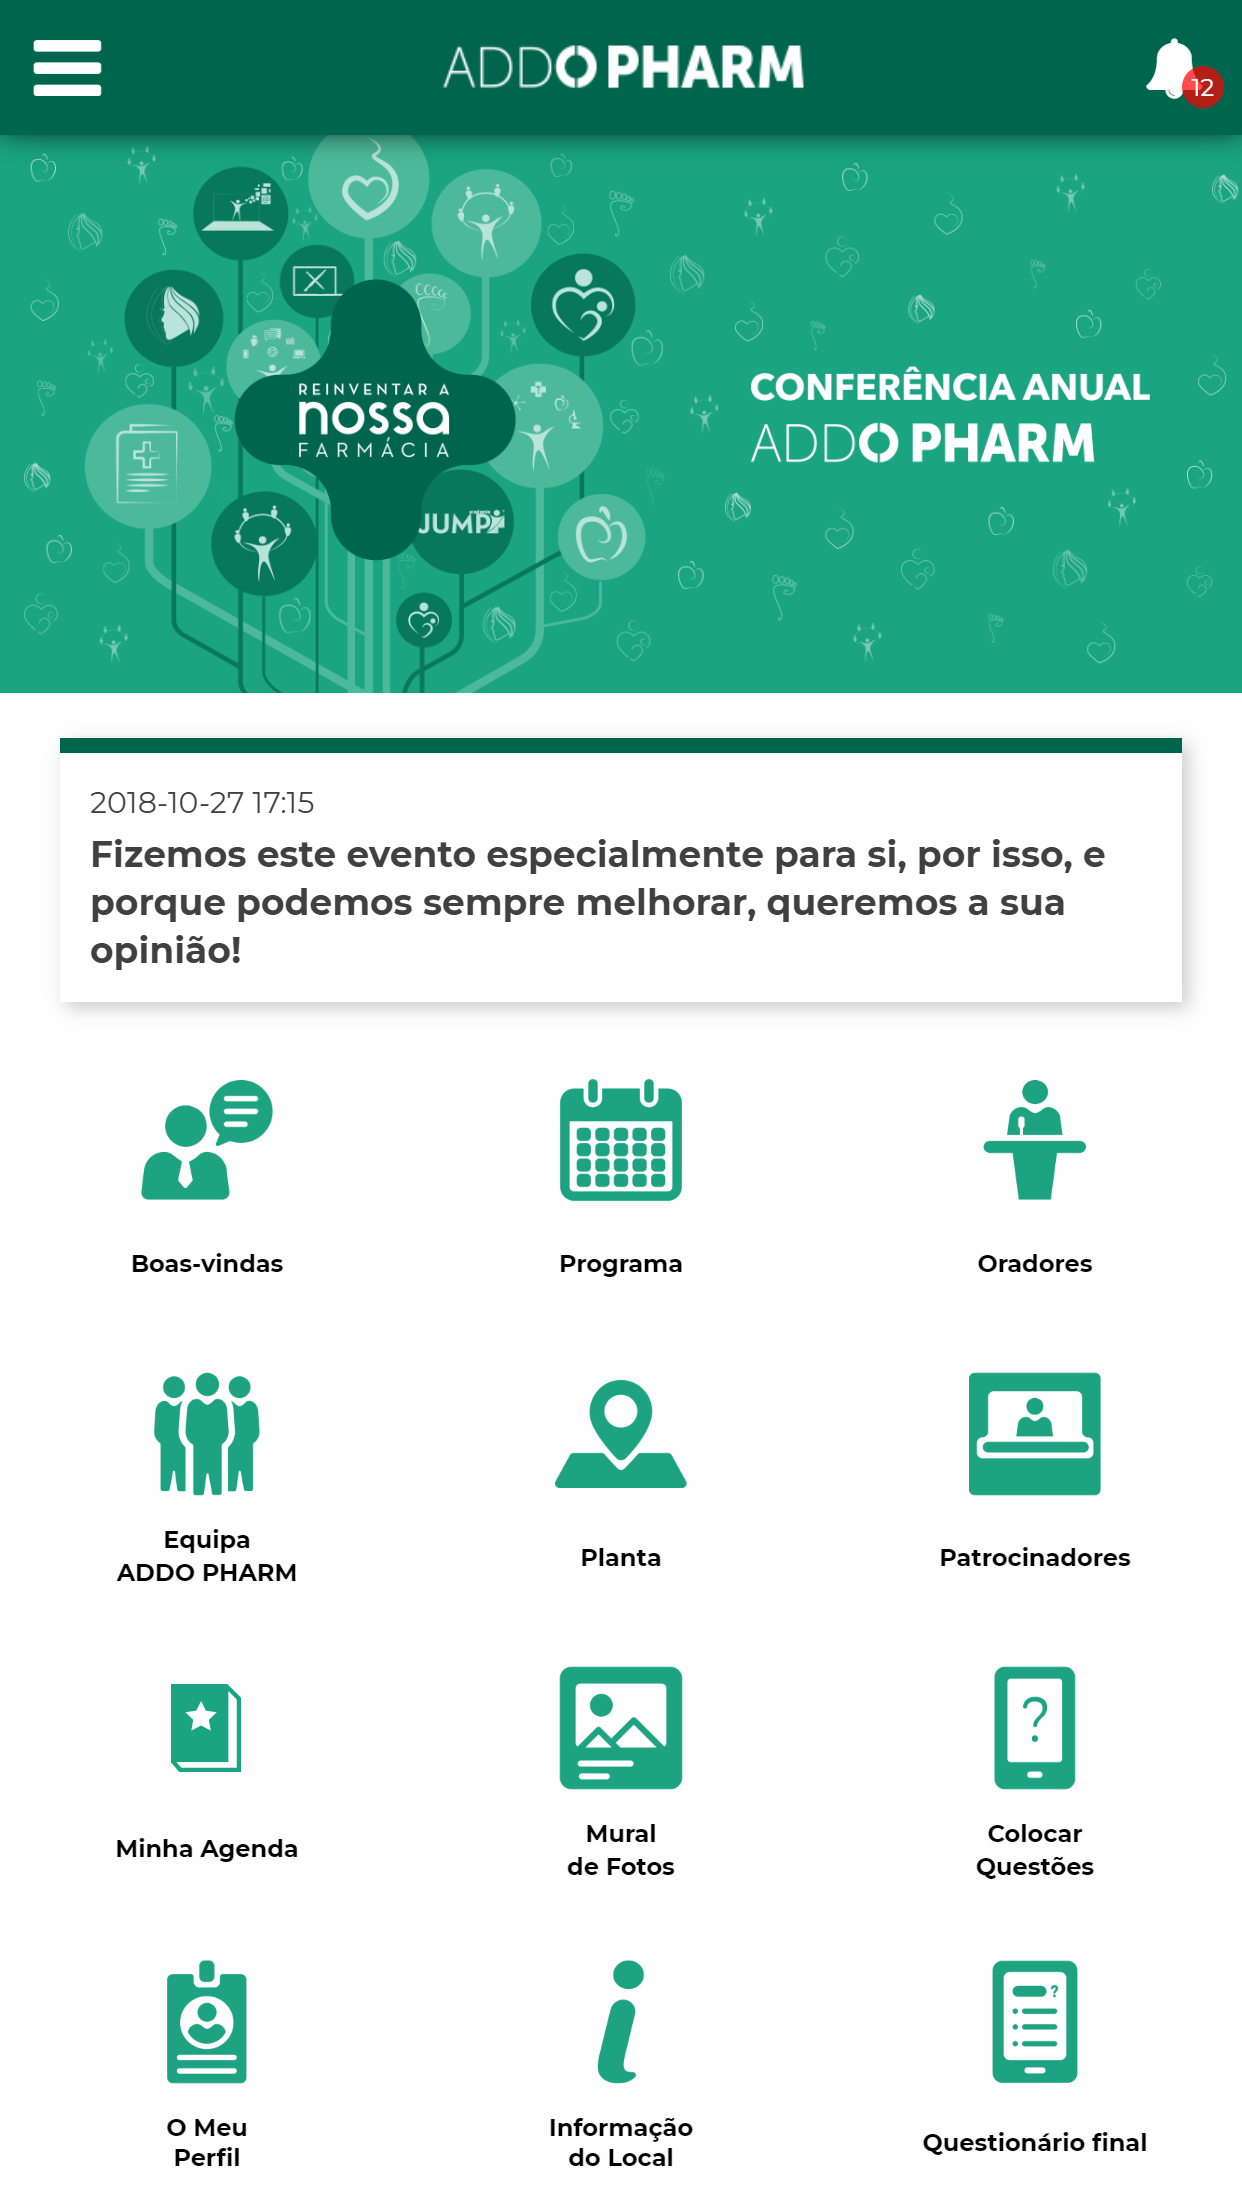 ADDO PHARM
12
REINVENTAR A
nossa
FARMÁCIA
CONFERÊNCIA ANUAL
ADDO PHARM
JUMP
2018-10-27 17:15
Fizemos este evento especialmente para si, por isso, e
porque podemos sempre melhorar, queremos a sua
opinião!
Boas-vindas
Programa
Oradores
Equipa
ADDO PHARM
Planta
Patrocinadores
Minha Agenda
Mural
de Fotos
Colocar
Questões
O Meu
Perfil
Informação
do Local
Questionário final